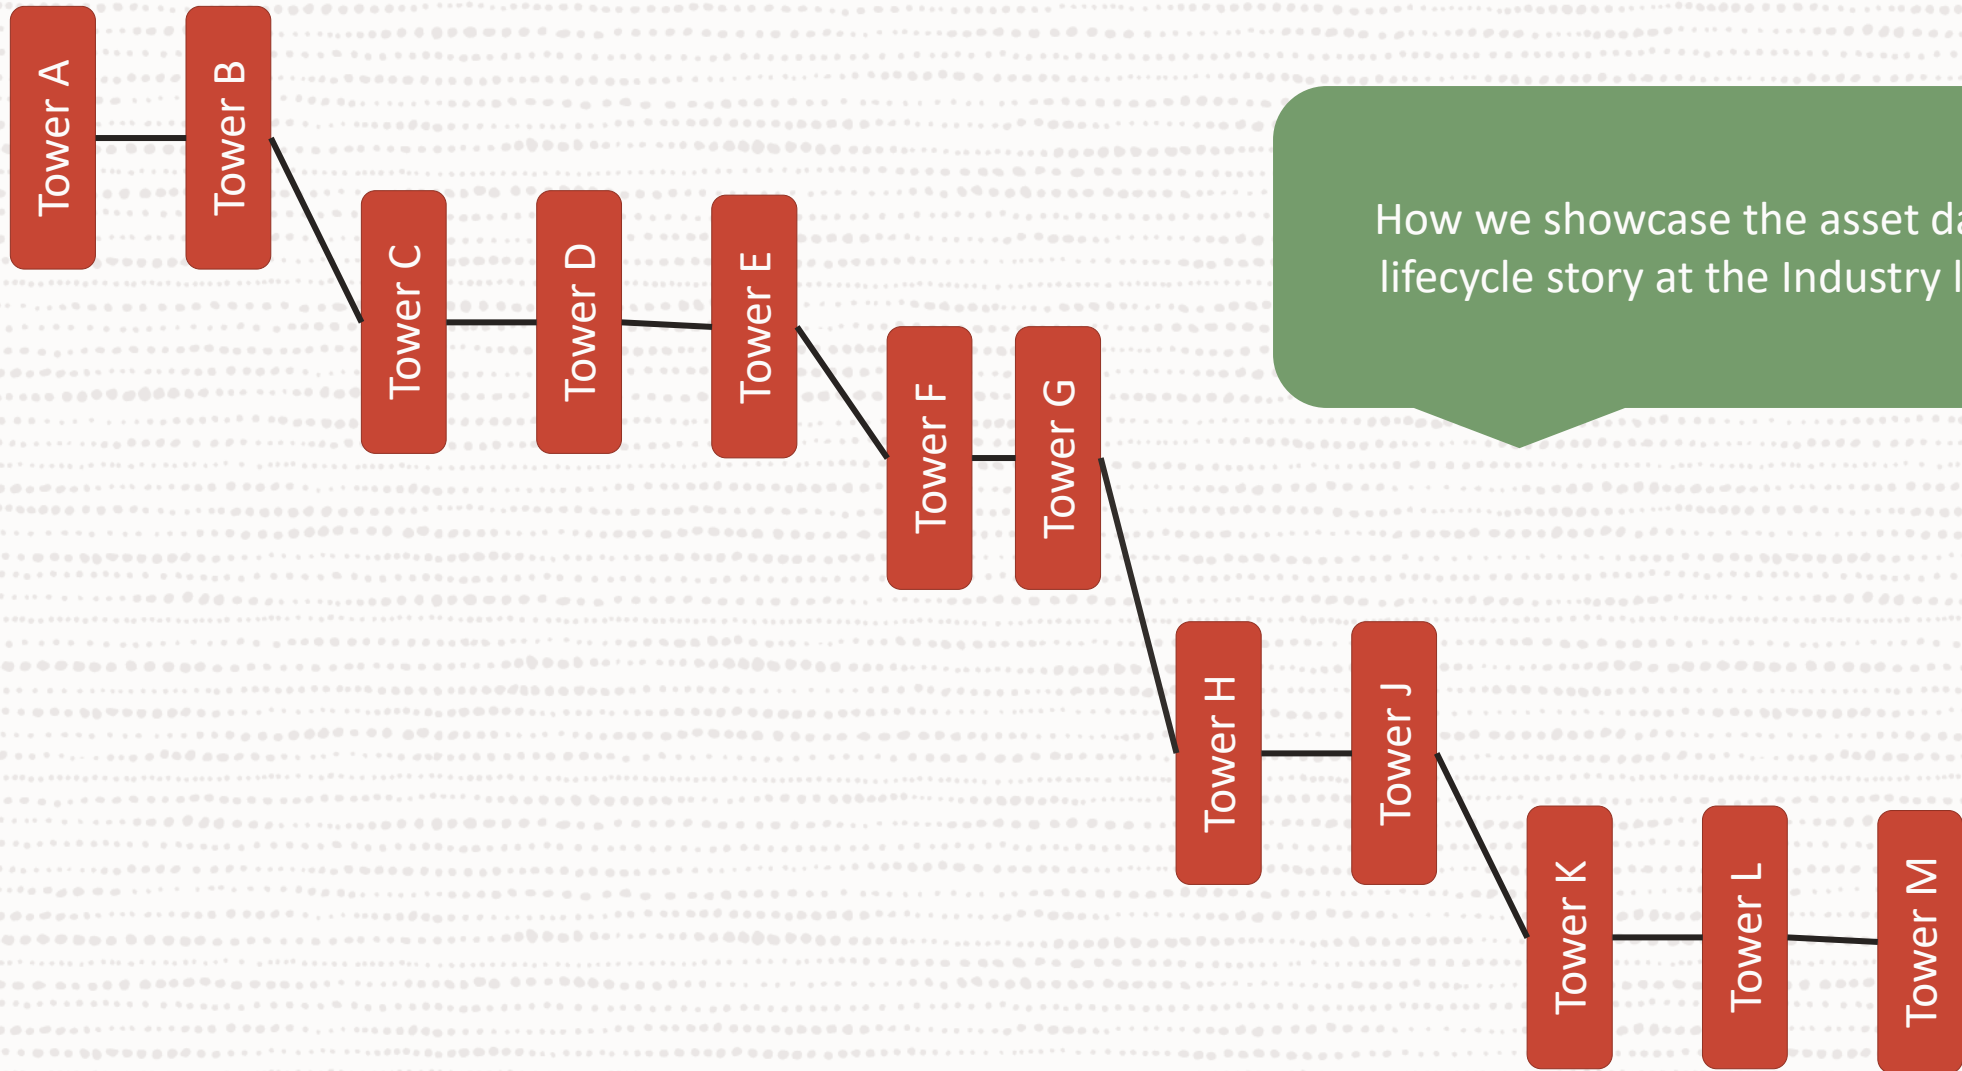 Tower A
Tower B
Tower C
Tower D
Tower E
Tower F
Tower G
How we showcase the asset
lifecycle story at the Industry
Tower H
Tower J
Tower K
Tower L
Tower M